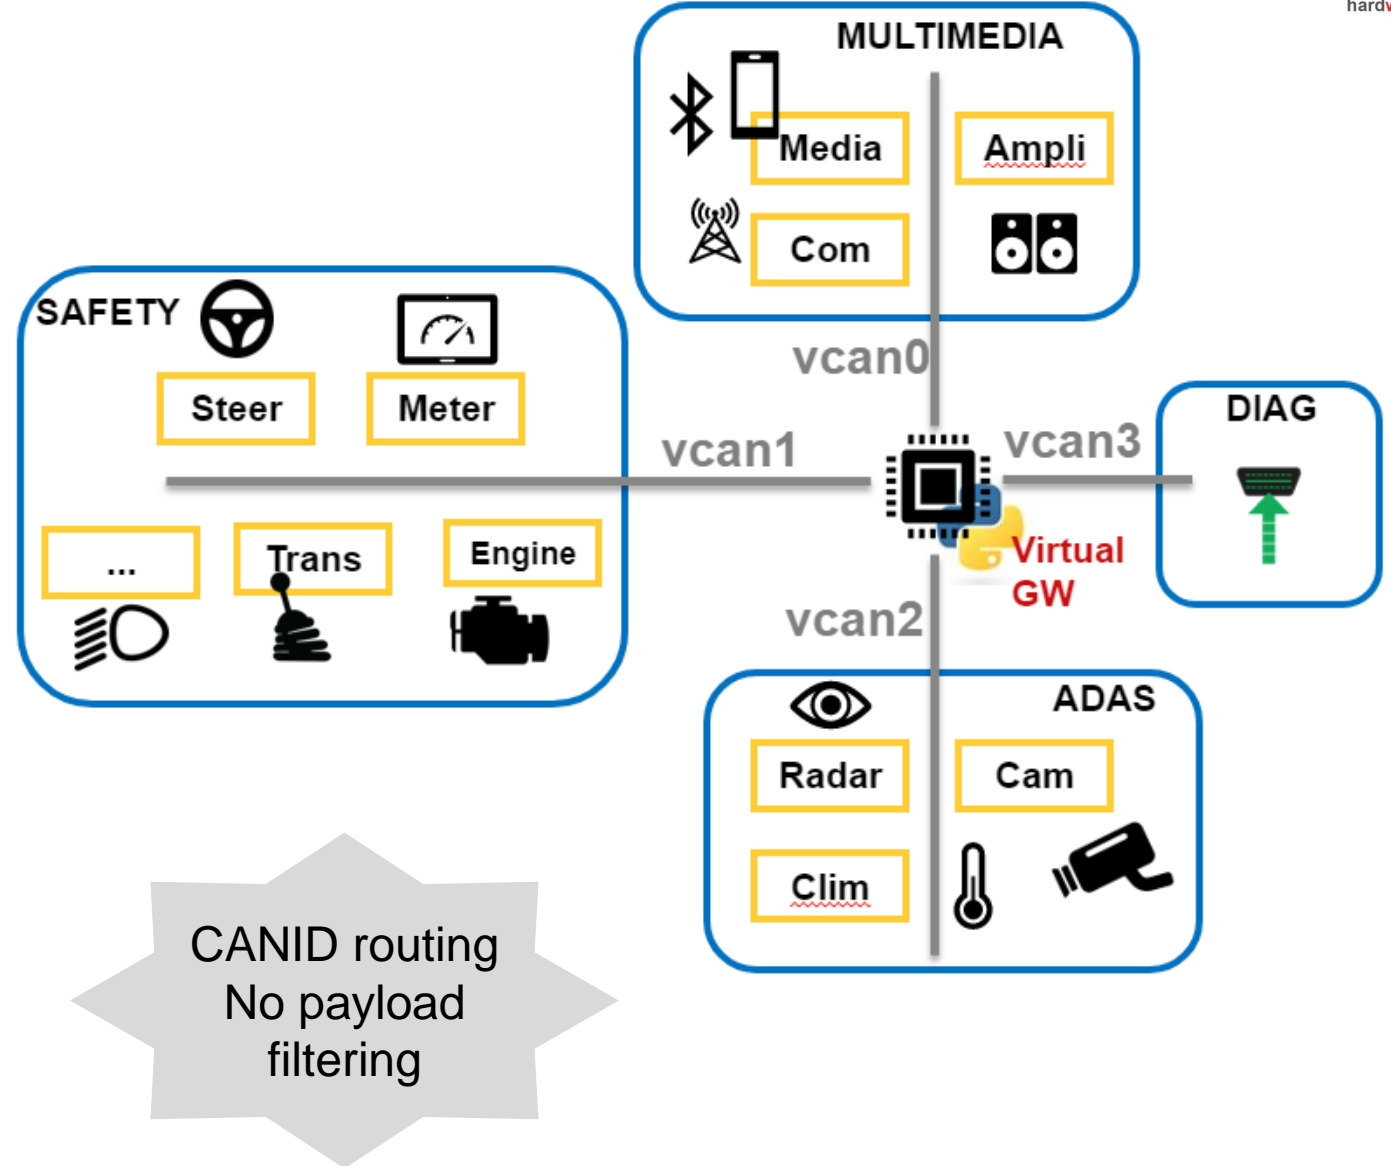 hardw
MULTIMEDIA
Media
Ampli
Com
SAFETY
Steer
Meter
vcan0
vcan1
vcan3
DIAG
...
Trans
Engine
Virtual
GW
vcan2
ADAS
Radar
Cam
Clim
CANID routing
No payload
filtering